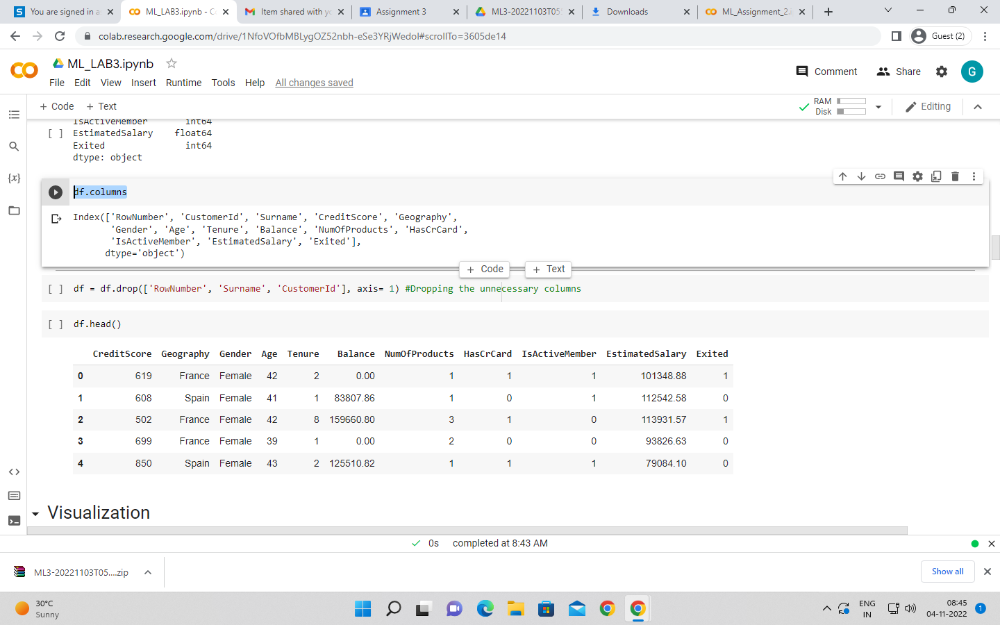 You are signed in a
ML_LAB3.ipynb - C
Item shared with yo
Assignment 3
ML3-20221103T05
Downloads
ML_Assignment_2.i
colab.research.google.com/drive/1NfoVOfbMBLygOZ52nbh-eSe3YRjWedoI#scrollTo=3605de14
Guest (2)
ML_LAB3.ipynb
Comment
Share
G
File Edit View Insert Runtime Tools Help All changes saved
+ Code + Text
RAM
Disk
Editing
IsActiveMember int64
[ ] EstimatedSalary float64
Exited int64
dtype: object
{x}
df.columns
Index(['RowNumber', 'CustomerId', 'Surname', 'CreditScore', 'Geography',
'Gender', 'Age', 'Tenure', 'Balance', 'NumOfProducts', 'HasCrCard',
'IsActiveMember', 'EstimatedSalary', 'Exited'],
dtype='object')
+ Code + Text
[ ] df = df.drop(['RowNumber', 'Surname', 'CustomerId'], axis= 1) #Dropping the unnecessary columns
[ ] df.head()
CreditScore Geography Gender Age Tenure Balance NumOfProducts HasCrCard IsActiveMember EstimatedSalary Exited
0 619 France Female 42 2 0.00 1 1 1 101348.88 1
1 608 Spain Female 41 1 83807.86 1 0 1 112542.58 0
2 502 France Female 42 8 159660.80 3 1 0 113931.57 1
3 699 France Female 39 1 0.00 2 0 0 93826.63 0
4 850 Spain Female 43 2 125510.82 1 1 1 79084.10 0
Visualization
0s completed at 8:43 AM
ML3-20221103T05....zip
Show all
30°C
Sunny
ENG
IN
08:45
04-11-2022
1